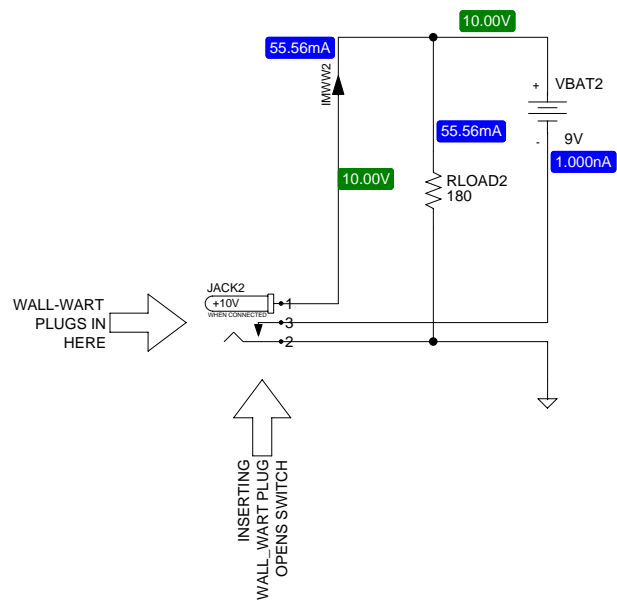 10.00V
55.56mA
IMWW2
+
VBAT2
55.56mA
-
9V
1.000nA
10.00V
RLOAD2
180
JACK2
+10V
WHEN CONNECTED
1
3
2
WALL-WART
PLUGS IN
HERE
INSERTING
WALL_WART PLUG
OPENS SWITCH